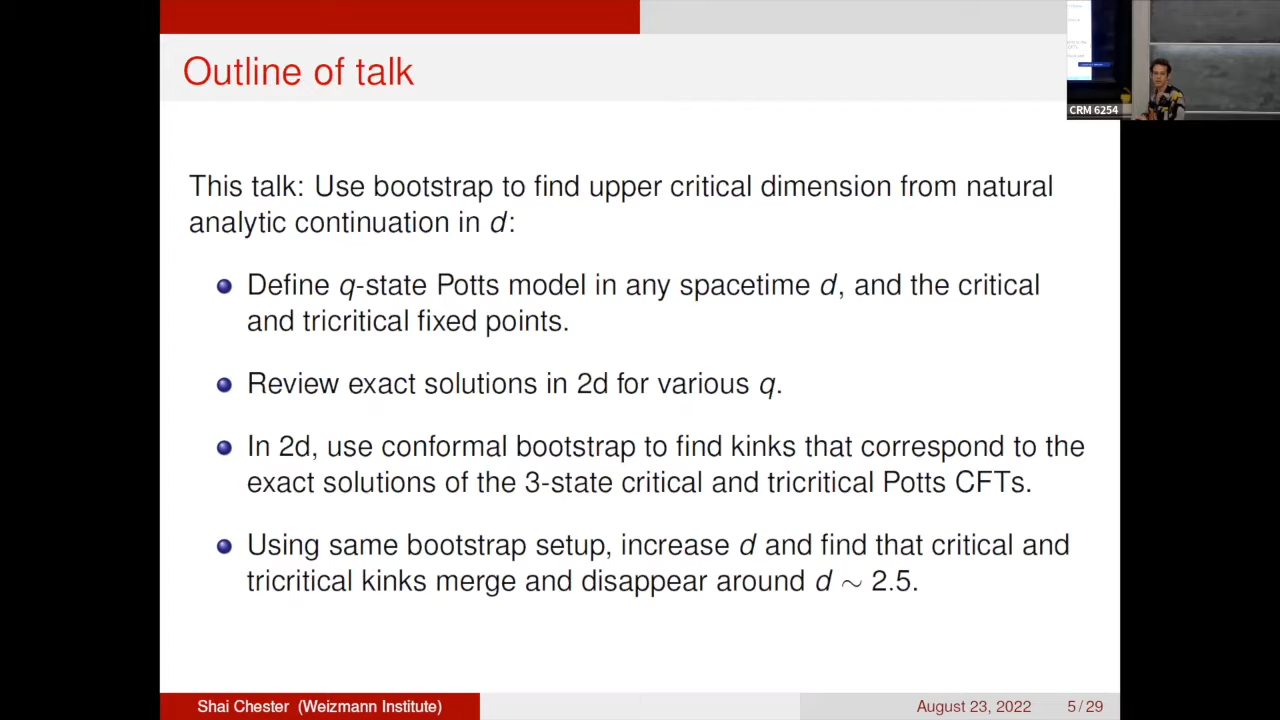 Outline of talk
CRM 6254
This talk: Use bootstrap to find upper critical dimension from natural
analytic continuation in d:
Define q-state Potts model in any spacetime d, and the critical
and tricritical fixed points.
Review exact solutions in 2d for various q.
In 2d, use conformal bootstrap to find kinks that correspond to the
exact solutions of the 3-state critical and tricritical Potts CFTs.
Using same bootstrap setup, increase d and find that critical and
tricritical kinks merge and disappear around d ∼ 2.5.
Shai Chester (Weizmann Institute)
August 23, 2022
5 / 29